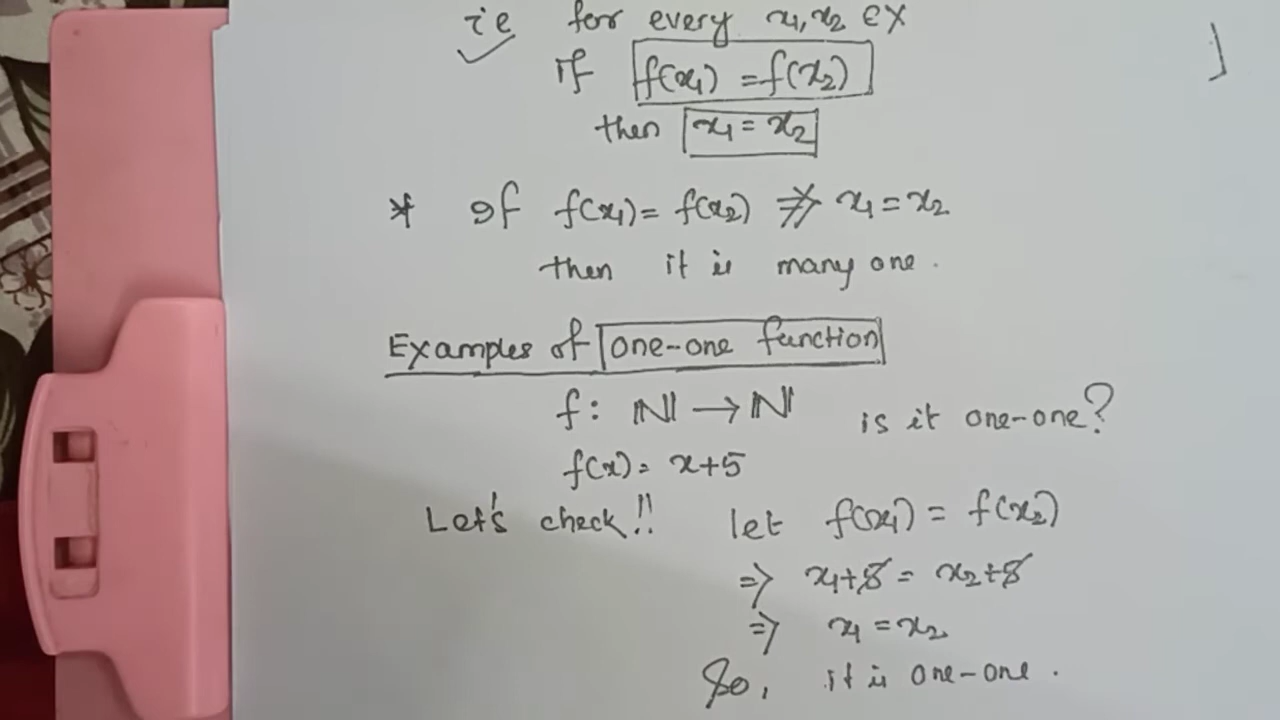 ie for every x₁, x₂ ∈ X
if f(x₁) = f(x₂)
then x₁ = x₂
* If f(x₁) = f(x₂) ⇏ x₁ = x₂
then it is many one.
Examples of one-one function
f: ℕ → ℕ is it one-one?
f(x) = x+5
Let's check!! let f(x₁) = f(x₂)
⇒ x₁+5 = x₂+5
⇒ x₁ = x₂
So, it is one-one.